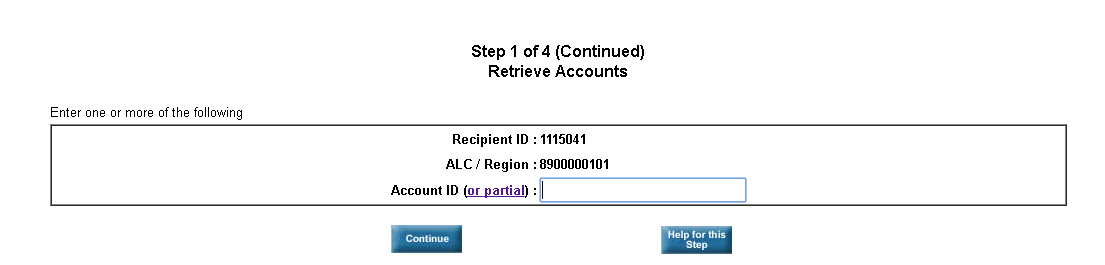 Step 1 of 4 (Continued)
Retrieve Accounts
Enter one or more of the following
Recipient ID : 1115041
ALC / Region : 8900000101
Account ID (or partial) :
Continue
Help for this
Step